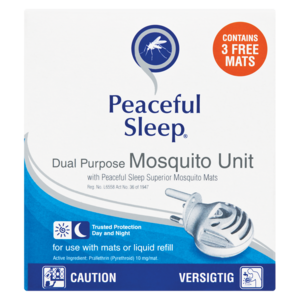 CONTAINS
3 FREE
MATS
Peaceful
Sleep®
Dual Purpose Mosquito Unit
with Peaceful Sleep Superior Mosquito Mats
Trusted Protection
Day and Night
for use with mats or liquid refill
CAUTION
VERSIGTIG